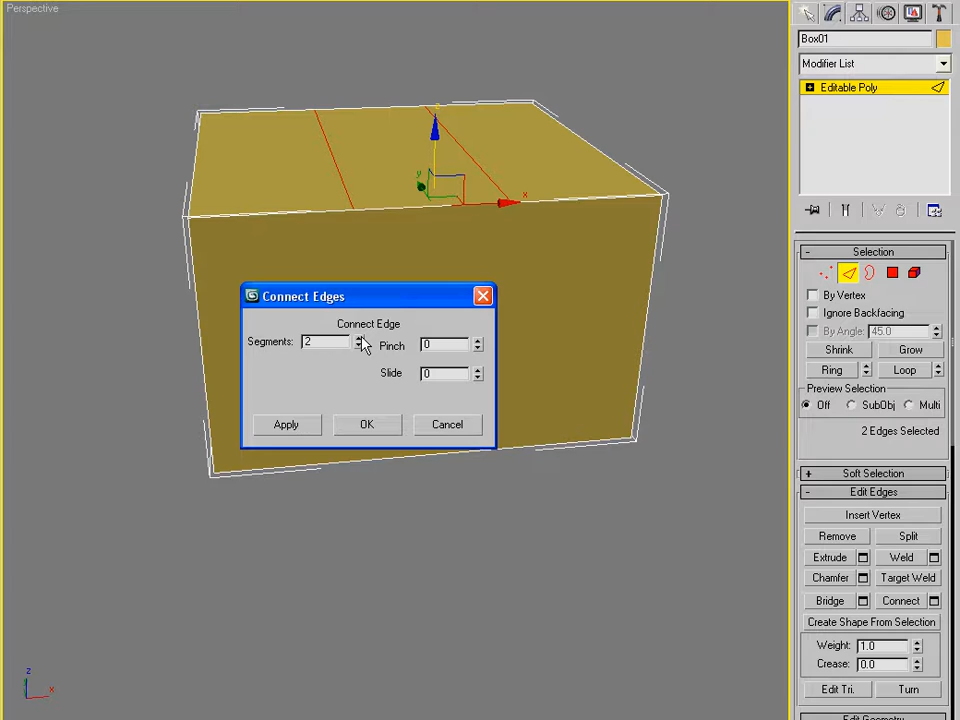 Perspective
Box01
Modifier List
Editable Poly
z
y
x
Connect Edges
Connect Edge
Segments: 2
Pinch 0
Slide 0
Apply OK Cancel
- Selection
By Vertex
Ignore Backfacing
By Angle: 45.0
Shrink Grow
Ring Loop
Preview Selection
Off SubObj Multi
2 Edges Selected
+ Soft Selection
- Edit Edges
Insert Vertex
Remove Split
Extrude Weld
Chamfer Target Weld
Bridge Connect
Create Shape From Selection
Weight: 1.0
Crease: 0.0
Edit Tri. Turn
Edit Geometry
z
x